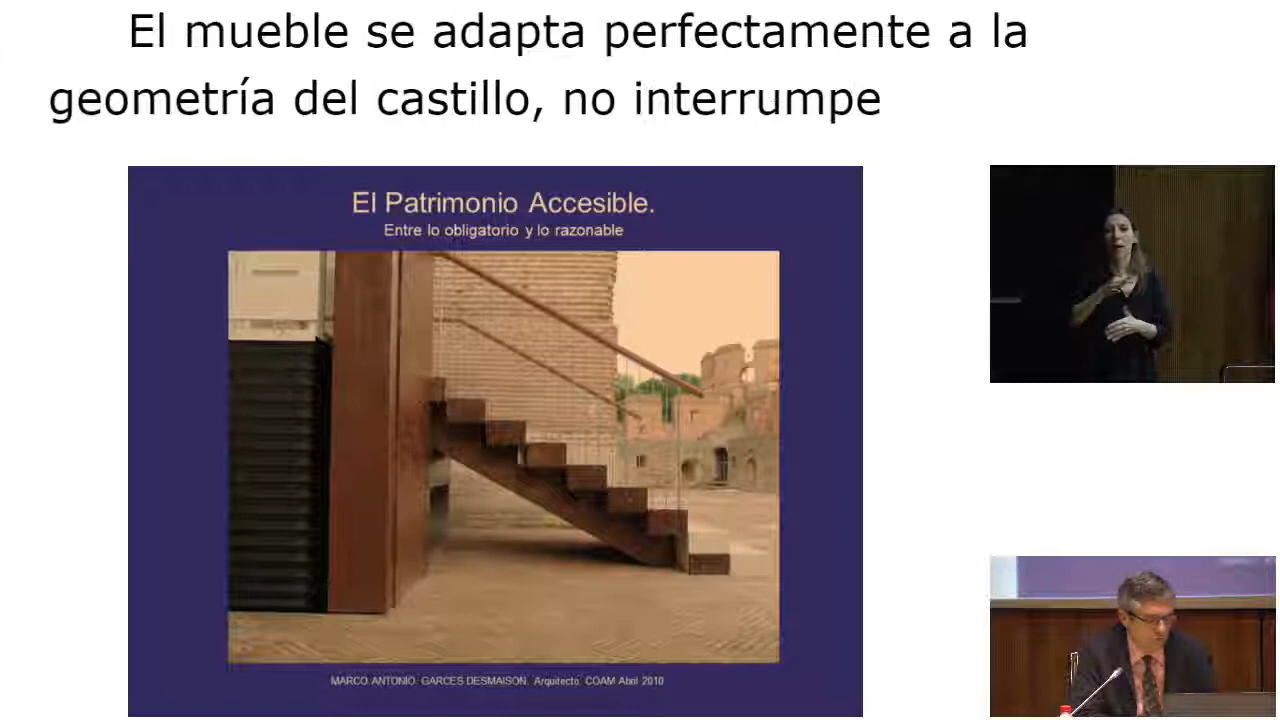 El mueble se adapta perfectamente a la
geometría del castillo, no interrumpe
El Patrimonio Accesible.
Entre lo obligatorio y lo razonable
MARCO ANTONIO GARCES DESMAISON. Arquitecto. COAM Abril 2010